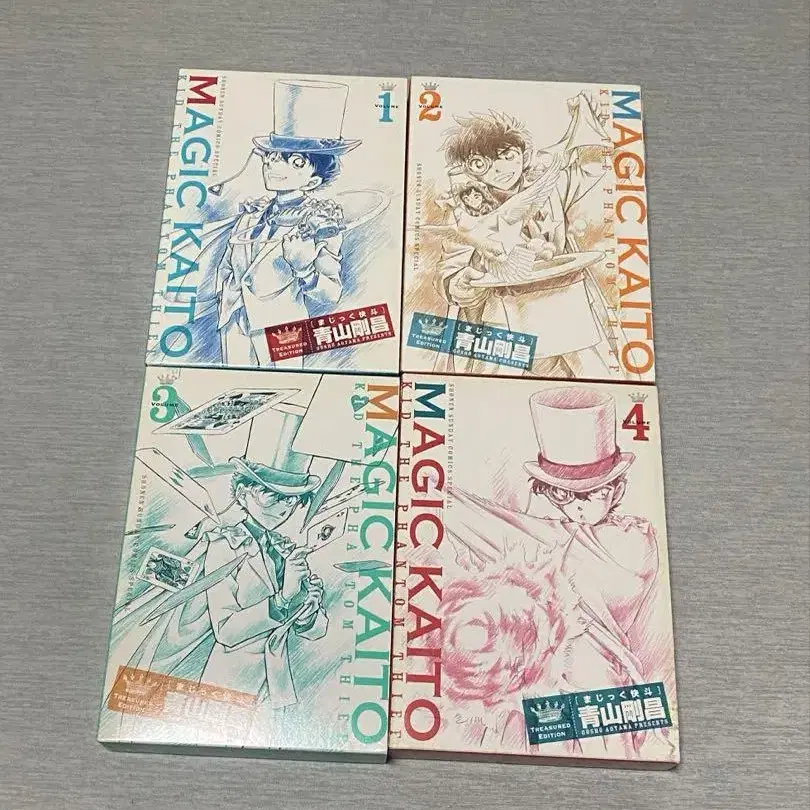 MAGIC KAITO
KID THE PHANTOM THIEF
SHONEN SUNDAY COMICS SPECIAL
VOLUME
1
TREASURED
EDITION
[まじっく快斗]
青山剛昌
GOSHO AOYAMA PRESENTS
2
VOLUME
SHONEN SUNDAY COMICS SPECIAL
MAGIC KAITO
KID THE PHANTOM THIEF
TREASURED
EDITION
[まじっく快斗]
青山剛昌
GOSHO AOYAMA PRESENTS
3
VOLUME
MAGIC KAITO
KID THE PHANTOM THIEF
TREASURED
EDITION
[まじっく快斗]
青山剛昌
MAGIC KAITO
KID THE PHANTOM THIEF
SHONEN SUNDAY COMICS SPECIAL
4
TREASURED
EDITION
[まじっく快斗]
青山剛昌
GOSHO AOYAMA PRESENTS